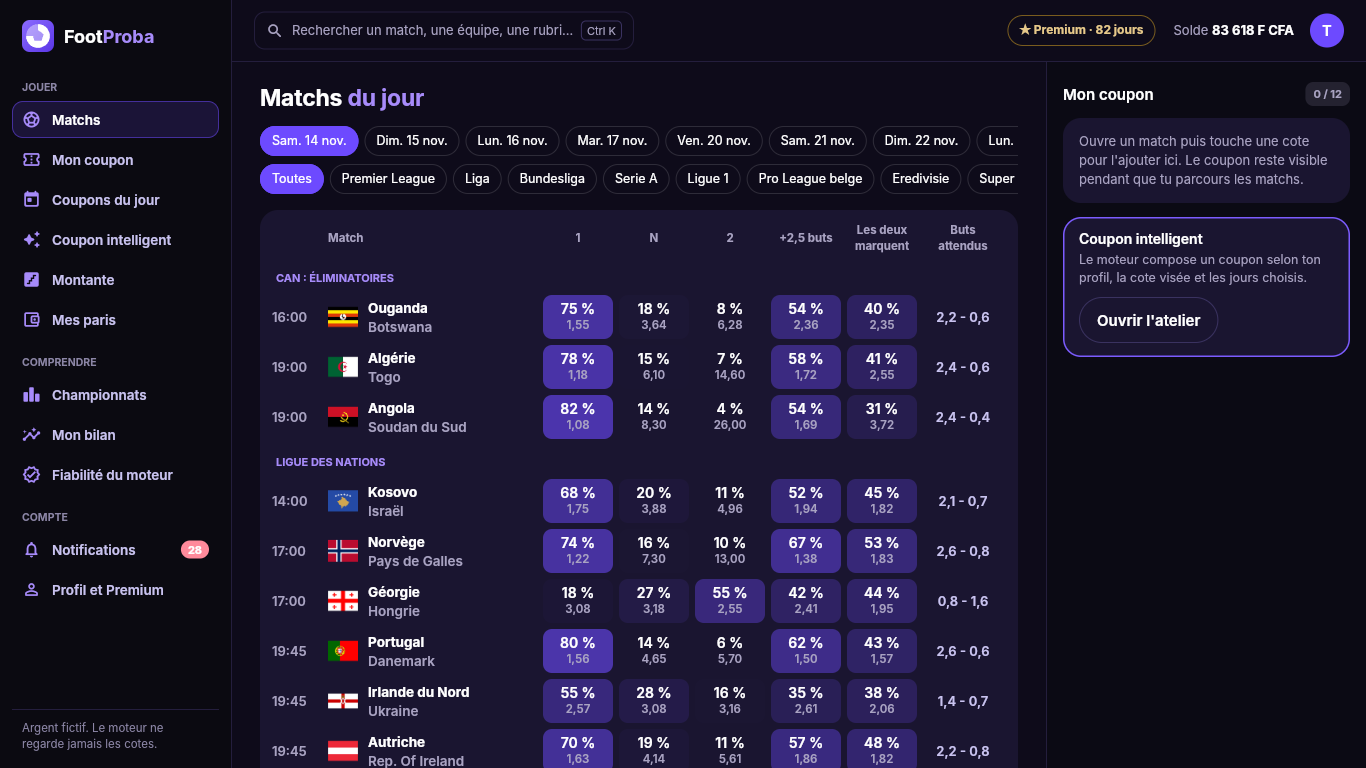 FootProba
Rechercher un match, une équipe, une rubri... Ctrl K
★ Premium · 82 jours
Solde 83 618 F CFA
T
JOUER
Matchs
Mon coupon
Coupons du jour
Coupon intelligent
Montante
Mes paris
COMPRENDRE
Championnats
Mon bilan
Fiabilité du moteur
COMPTE
Notifications 28
Profil et Premium
Argent fictif. Le moteur ne
regarde jamais les cotes.
Matchs du jour
Sam. 14 nov. Dim. 15 nov. Lun. 16 nov. Mar. 17 nov. Ven. 20 nov. Sam. 21 nov. Dim. 22 nov. Lun.
Toutes Premier League Liga Bundesliga Serie A Ligue 1 Pro League belge Eredivisie Super
Match 1 N 2 +2,5 buts Les deux marquent Buts attendus
CAN : ÉLIMINATOIRES
16:00 Ouganda 75 % 18 % 8 % 54 % 40 % 2,2 - 0,6
Botswana 1,55 3,64 6,28 2,36 2,35
19:00 Algérie 78 % 15 % 7 % 58 % 41 % 2,4 - 0,6
Togo 1,18 6,10 14,60 1,72 2,55
19:00 Angola 82 % 14 % 4 % 54 % 31 % 2,4 - 0,4
Soudan du Sud 1,08 8,30 26,00 1,69 3,72
LIGUE DES NATIONS
14:00 Kosovo 68 % 20 % 11 % 52 % 45 % 2,1 - 0,7
Israël 1,75 3,88 4,96 1,94 1,82
17:00 Norvège 74 % 16 % 10 % 67 % 53 % 2,6 - 0,8
Pays de Galles 1,22 7,30 13,00 1,38 1,83
17:00 Géorgie 18 % 27 % 55 % 42 % 44 % 0,8 - 1,6
Hongrie 3,08 3,18 2,55 2,41 1,95
19:45 Portugal 80 % 14 % 6 % 62 % 43 % 2,6 - 0,6
Danemark 1,56 4,65 5,70 1,50 1,57
19:45 Irlande du Nord 55 % 28 % 16 % 35 % 38 % 1,4 - 0,7
Ukraine 2,57 3,08 3,16 2,61 2,06
19:45 Autriche 70 % 19 % 11 % 57 % 48 % 2,2 - 0,8
Rep. Of Ireland 1,63 4,14 5,61 1,86 1,82
Mon coupon 0 / 12
Ouvre un match puis touche une cote
pour l'ajouter ici. Le coupon reste visible
pendant que tu parcours les matchs.
Coupon intelligent
Le moteur compose un coupon selon ton
profil, la cote visée et les jours choisis.
Ouvrir l'atelier